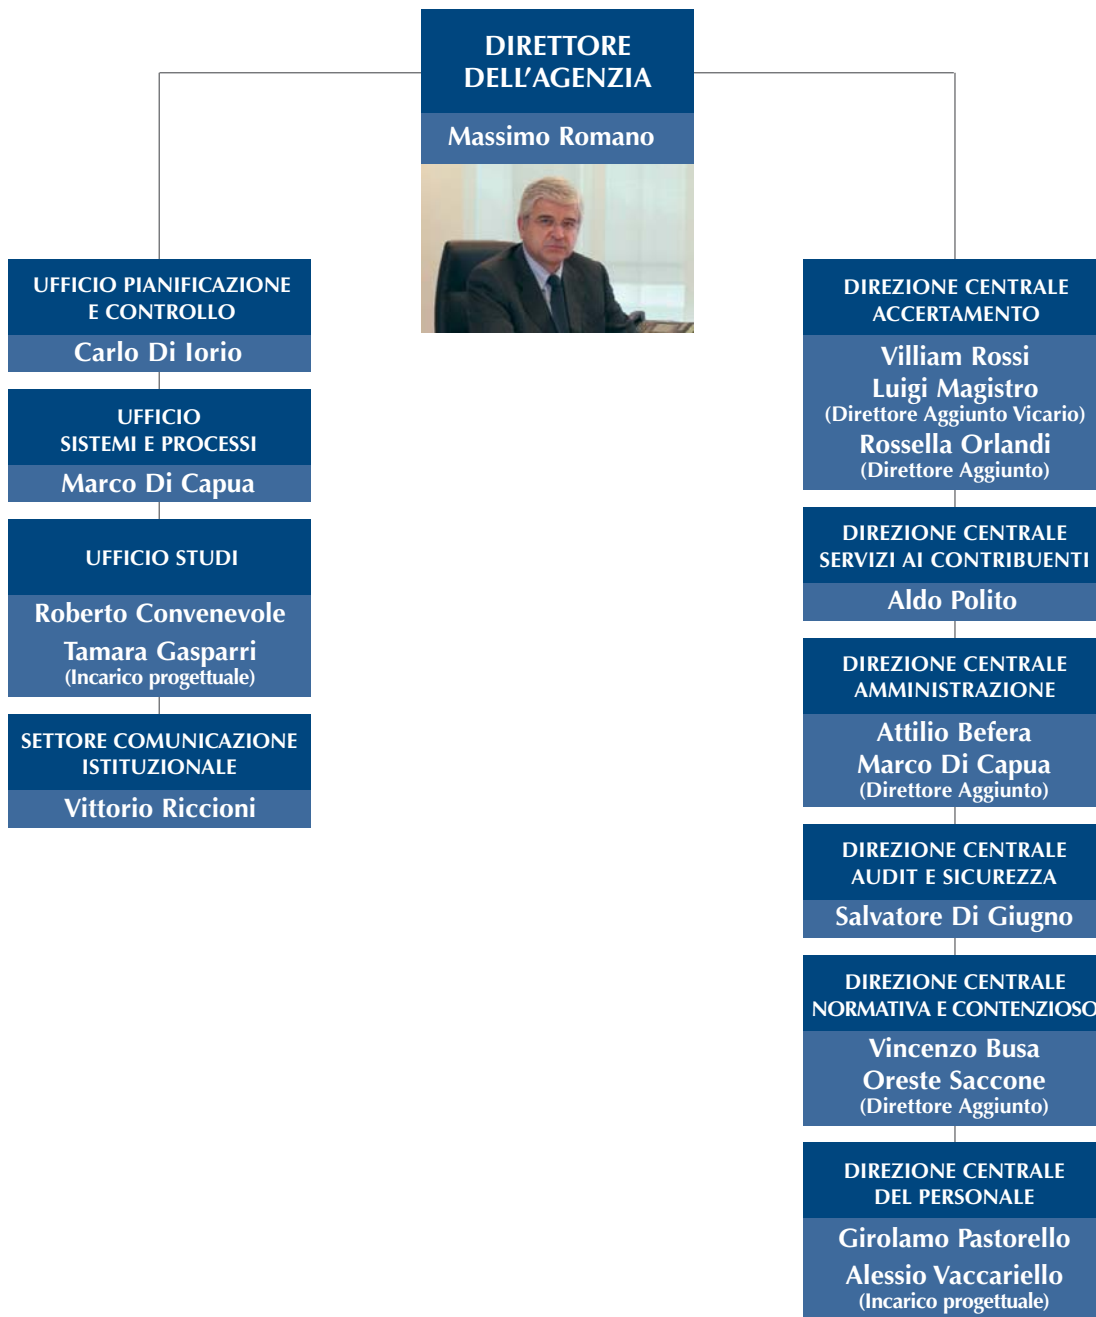 DIRETTORE
DELL'AGENZIA
Massimo Romano
UFFICIO PIANIFICAZIONE
E CONTROLLO
Carlo Di Iorio
UFFICIO
SISTEMI E PROCESSI
Marco Di Capua
UFFICIO STUDI
Roberto Convenevole
Tamara Gasparri
(Incarico progettuale)
SETTORE COMUNICAZIONE
ISTITUZIONALE
Vittorio Riccioni
DIREZIONE CENTRALE
ACCERTAMENTO
Villiam Rossi
Luigi Magistro
(Direttore Aggiunto Vicario)
Rossella Orlandi
(Direttore Aggiunto)
DIREZIONE CENTRALE
SERVIZI AI CONTRIBUENTI
Aldo Polito
DIREZIONE CENTRALE
AMMINISTRAZIONE
Attilio Befera
Marco Di Capua
(Direttore Aggiunto)
DIREZIONE CENTRALE
AUDIT E SICUREZZA
Salvatore Di Giugno
DIREZIONE CENTRALE
NORMATIVA E CONTENZIOSO
Vincenzo Busa
Oreste Saccone
(Direttore Aggiunto)
DIREZIONE CENTRALE
DEL PERSONALE
Girolamo Pastorello
Alessio Vaccariello
(Incarico progettuale)